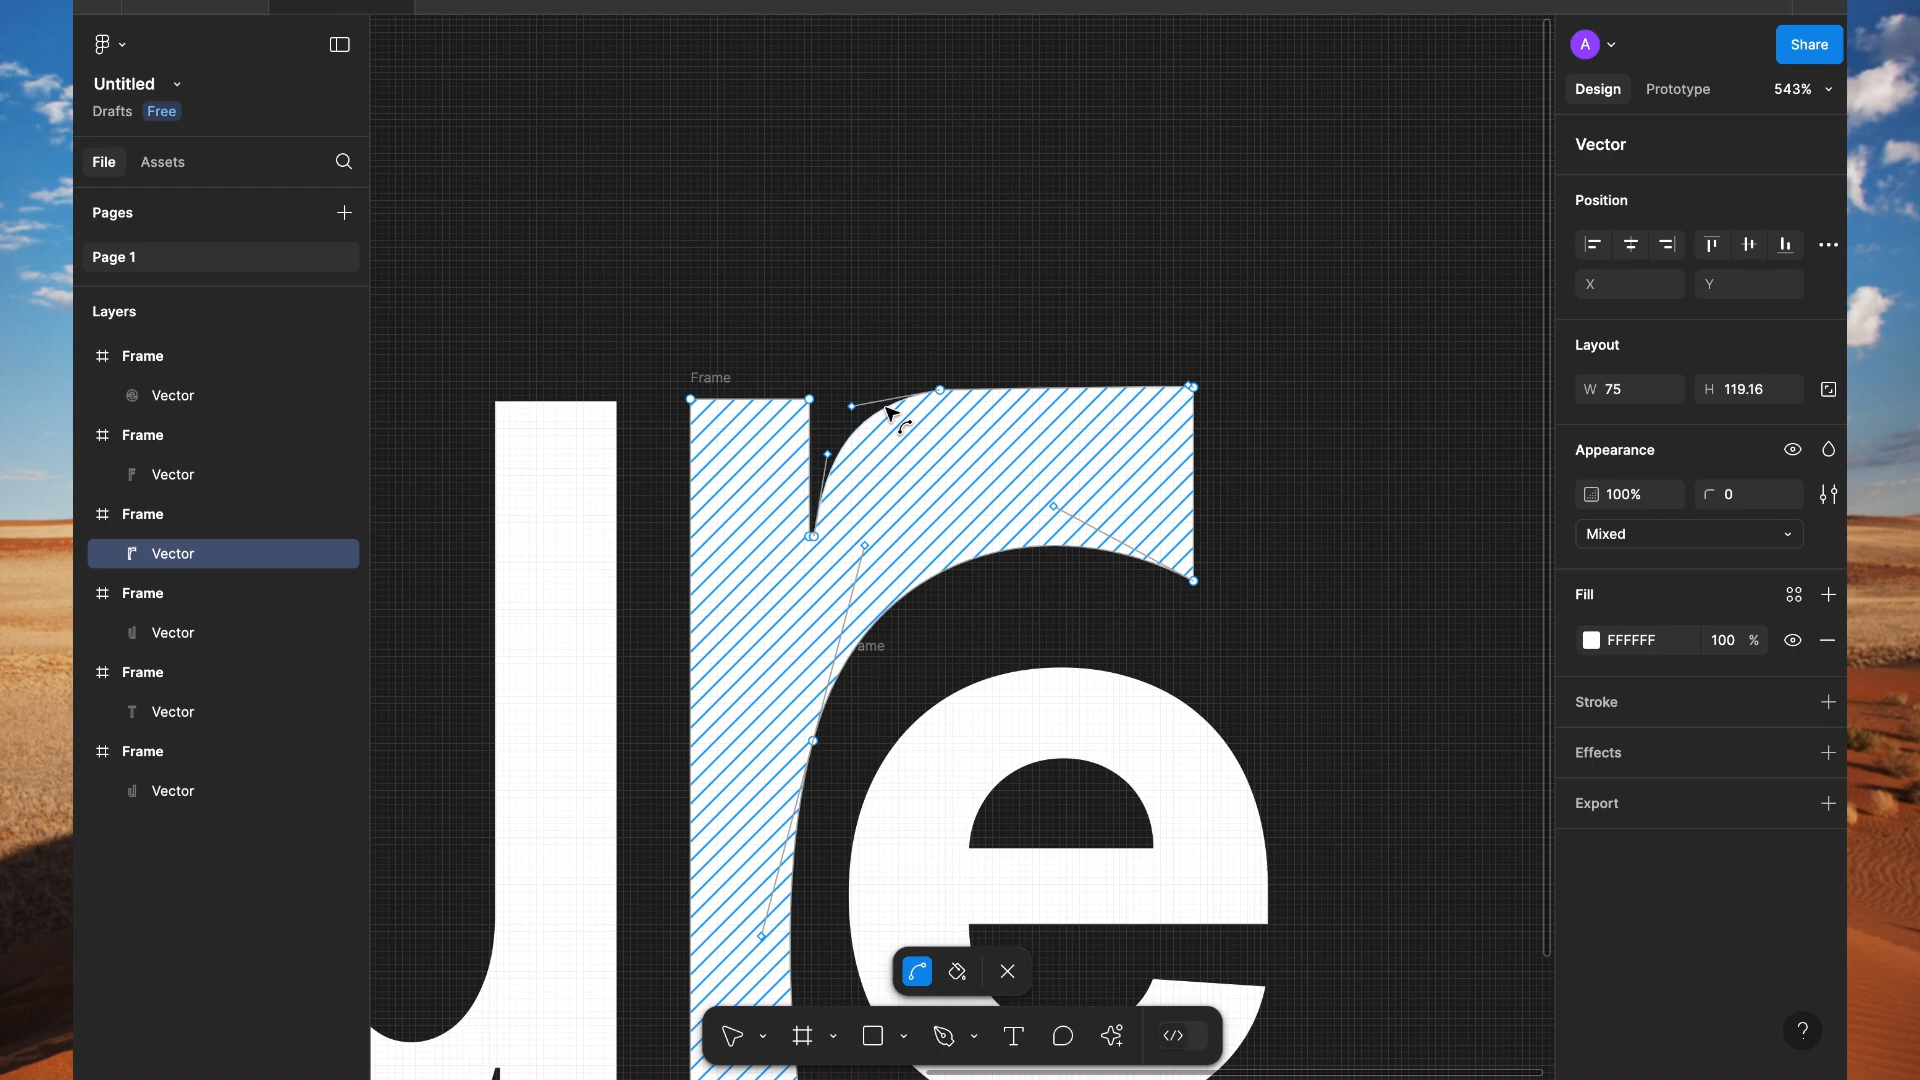 Untitled
Drafts Free
File Assets
Pages
Page 1
Layers
Frame
Vector
Frame
Vector
Frame
Vector
Frame
Vector
Frame
Vector
Frame
Vector
Frame
ame
re
A
Share
Design Prototype 543%
Vector
Position
X Y
Layout
W 75 H 119.16
Appearance
100% 0
Mixed
Fill
FFFFFF 100 %
Stroke
Effects
Export
?